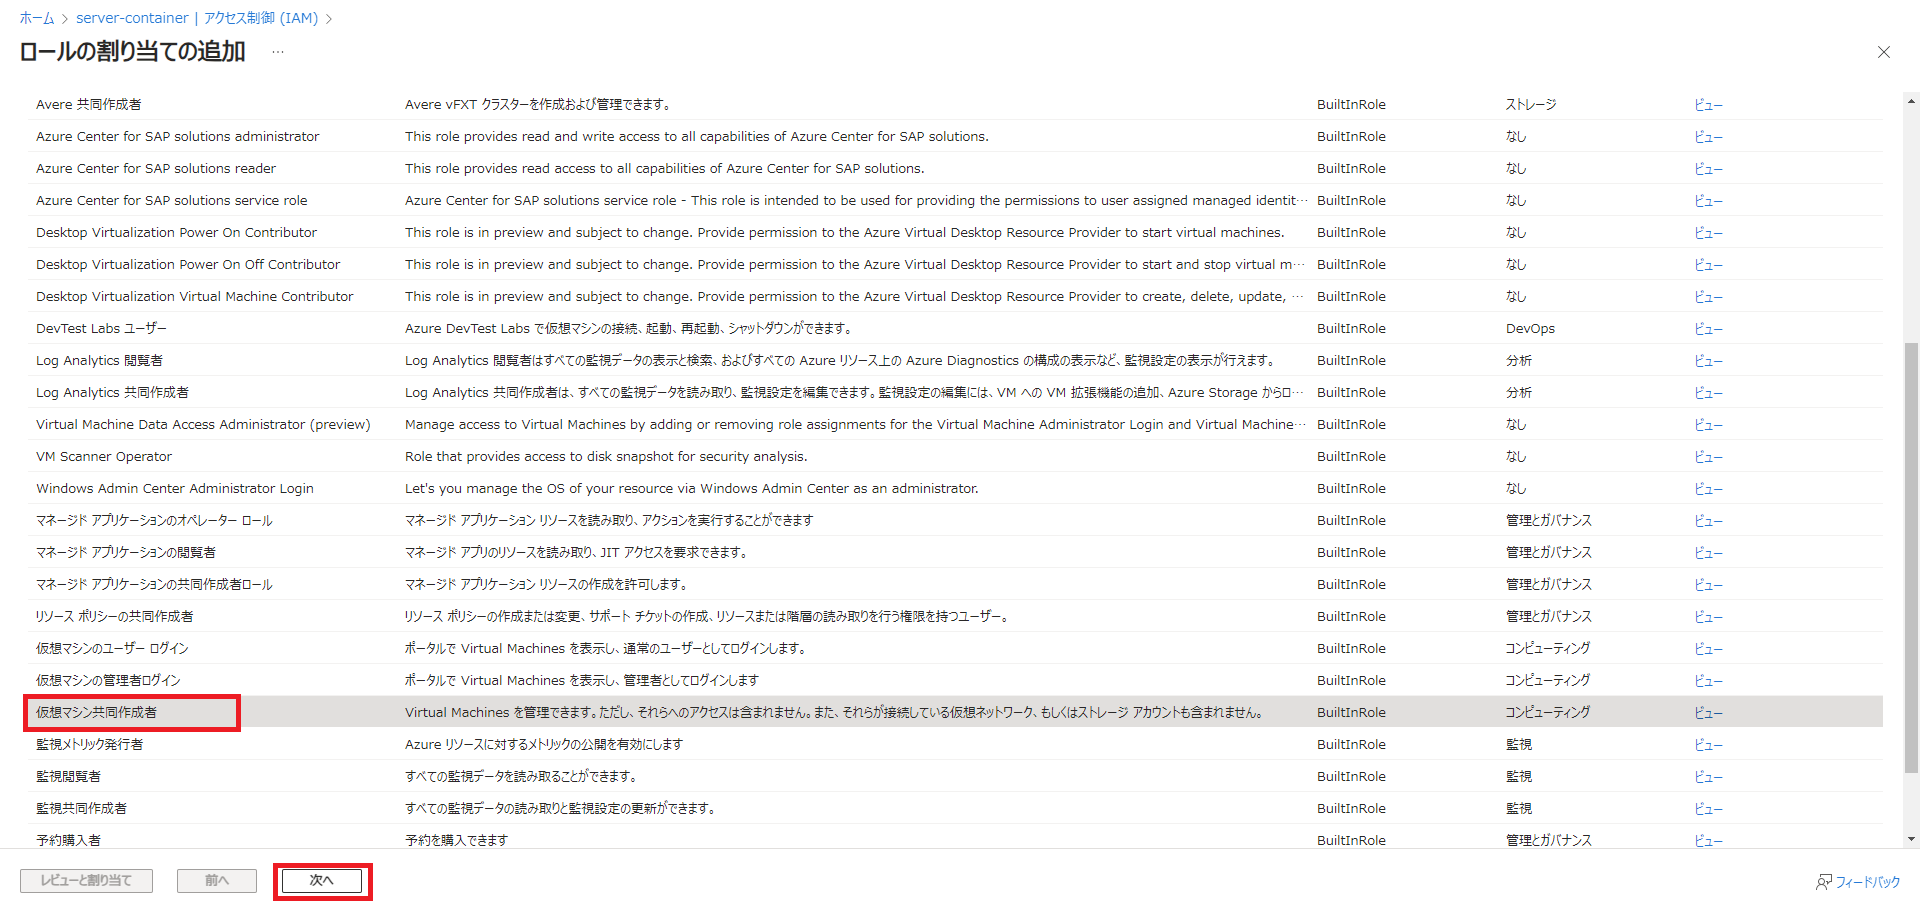 ホーム > server-container | アクセス制御 (IAM) >
ロールの割り当ての追加 …
Avere 共同作成者 Avere vFXT クラスターを作成および管理できます。 BuiltInRole ストレージ ビュー
Azure Center for SAP solutions administrator This role provides read and write access to all capabilities of Azure Center for SAP solutions. BuiltInRole なし ビュー
Azure Center for SAP solutions reader This role provides read access to all capabilities of Azure Center for SAP solutions. BuiltInRole なし ビュー
Azure Center for SAP solutions service role Azure Center for SAP solutions service role - This role is intended to be used for providing the permissions to user assigned managed identit… BuiltInRole なし ビュー
Desktop Virtualization Power On Contributor This role is in preview and subject to change. Provide permission to the Azure Virtual Desktop Resource Provider to start virtual machines. BuiltInRole なし ビュー
Desktop Virtualization Power On Off Contributor This role is in preview and subject to change. Provide permission to the Azure Virtual Desktop Resource Provider to start and stop virtual m… BuiltInRole なし ビュー
Desktop Virtualization Virtual Machine Contributor This role is in preview and subject to change. Provide permission to the Azure Virtual Desktop Resource Provider to create, delete, update, … BuiltInRole なし ビュー
DevTest Labs ユーザー Azure DevTest Labs で仮想マシンの接続、起動、再起動、シャットダウンができます。 BuiltInRole DevOps ビュー
Log Analytics 閲覧者 Log Analytics 閲覧者はすべての監視データの表示と検索、およびすべての Azure リソース上の Azure Diagnostics の構成の表示など、監視設定の表示が行えます。 BuiltInRole 分析 ビュー
Log Analytics 共同作成者 Log Analytics 共同作成者は、すべての監視データを読み取り、監視設定を編集できます。監視設定の編集には、VM への VM 拡張機能の追加、Azure Storage からロ… BuiltInRole 分析 ビュー
Virtual Machine Data Access Administrator (preview) Manage access to Virtual Machines by adding or removing role assignments for the Virtual Machine Administrator Login and Virtual Machine… BuiltInRole なし ビュー
VM Scanner Operator Role that provides access to disk snapshot for security analysis. BuiltInRole なし ビュー
Windows Admin Center Administrator Login Let's you manage the OS of your resource via Windows Admin Center as an administrator. BuiltInRole なし ビュー
マネージド アプリケーションのオペレーター ロール マネージド アプリケーション リソースを読み取り、アクションを実行することができます BuiltInRole 管理とガバナンス ビュー
マネージド アプリケーションの閲覧者 マネージド アプリのリソースを読み取り、JIT アクセスを要求できます。 BuiltInRole 管理とガバナンス ビュー
マネージド アプリケーションの共同作成者ロール マネージド アプリケーション リソースの作成を許可します。 BuiltInRole 管理とガバナンス ビュー
リソース ポリシーの共同作成者 リソース ポリシーの作成または変更、サポート チケットの作成、リソースまたは階層の読み取りを行う権限を持つユーザー。 BuiltInRole 管理とガバナンス ビュー
仮想マシンのユーザー ログイン ポータルで Virtual Machines を表示し、通常のユーザーとしてログインします。 BuiltInRole コンピューティング ビュー
仮想マシンの管理者ログイン ポータルで Virtual Machines を表示し、管理者としてログインします BuiltInRole コンピューティング ビュー
仮想マシン共同作成者 Virtual Machines を管理できます。ただし、それらへのアクセスは含まれません。また、それらが接続している仮想ネットワーク、もしくはストレージ アカウントも含まれません。 BuiltInRole コンピューティング ビュー
監視メトリック発行者 Azure リソースに対するメトリックの公開を有効にします BuiltInRole 監視 ビュー
監視閲覧者 すべての監視データを読み取ることができます。 BuiltInRole 監視 ビュー
監視共同作成者 すべての監視データの読み取りと監視設定の更新ができます。 BuiltInRole 監視 ビュー
予約購入者 予約を購入できます BuiltInRole 管理とガバナンス ビュー
レビューと割り当て 前へ 次へ フィードバック